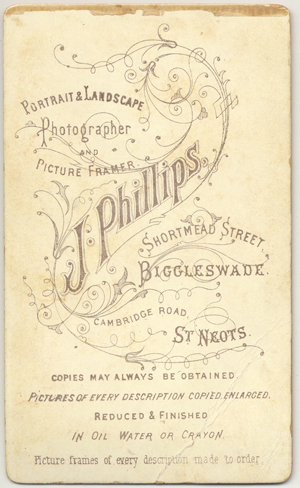 PORTRAIT & LANDSCAPE
Photographer
AND
PICTURE FRAMER.
J. Phillips.
SHORTMEAD STREET,
BIGGLESWADE.
CAMBRIDGE ROAD,
ST NEOTS.
COPIES MAY ALWAYS BE OBTAINED
PICTURES OF EVERY DESCRIPTION COPIED, ENLARGED,
REDUCED & FINISHED
IN OIL WATER OR CRAYON.
Picture frames of every description made to order.